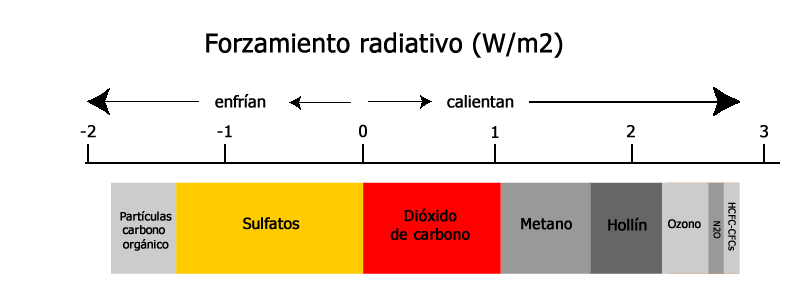 Forzamiento radiativo (W/m2)
enfrían calientan
-2 -1 0 1 2 3
Partículas
carbono
orgánico
Sulfatos
Dióxido
de carbono
Metano
Hollín
Ozono
N2O
HCFC-CFCs